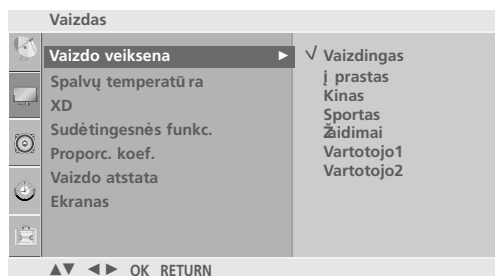 Vaizdas
Vaizdo veiksena ►
Spalvų temperatū ra
XD
Sudėtingesnės funkc.
Proporc. koef.
Vaizdo atstata
Ekranas
√ Vaizdingas
į prastas
Kinas
Sportas
Žaidimai
Vartotojo1
Vartotojo2
▲▼ ◄► OK RETURN